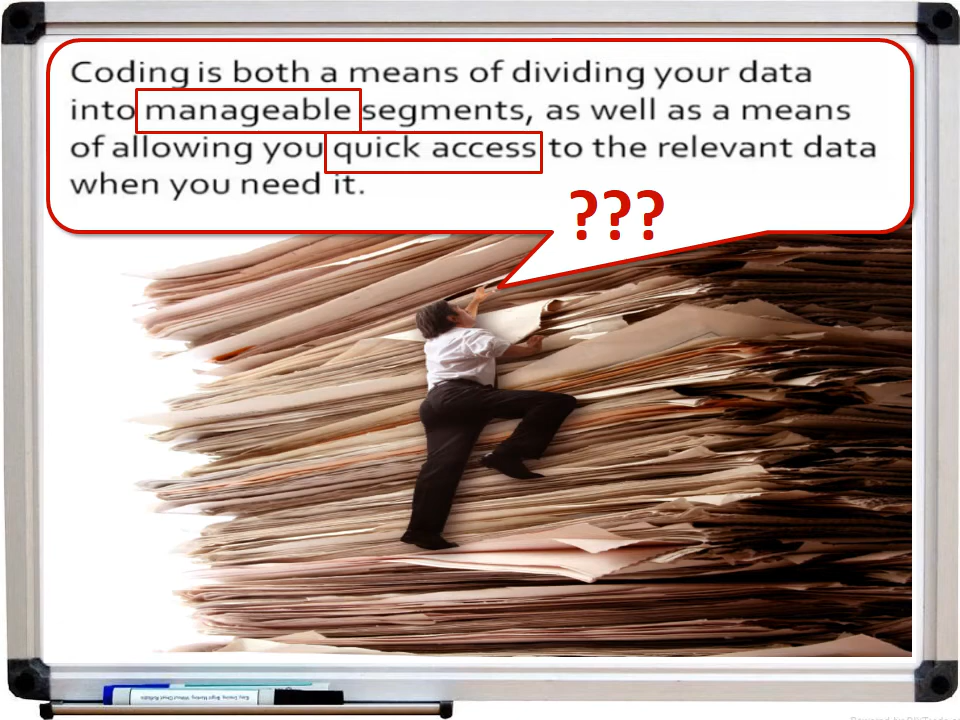 Coding is both a means of dividing your data
into manageable segments, as well as a means
of allowing you quick access to the relevant data
when you need it.
???